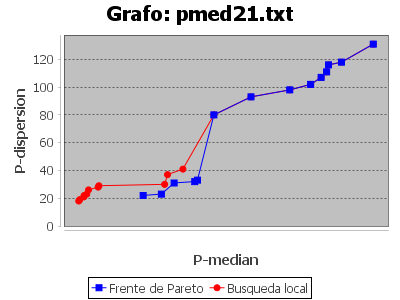 Grafo: pmed21.txt
P-dispersion
120
100
80
60
40
20
0
P-median
Frente de Pareto Busqueda local